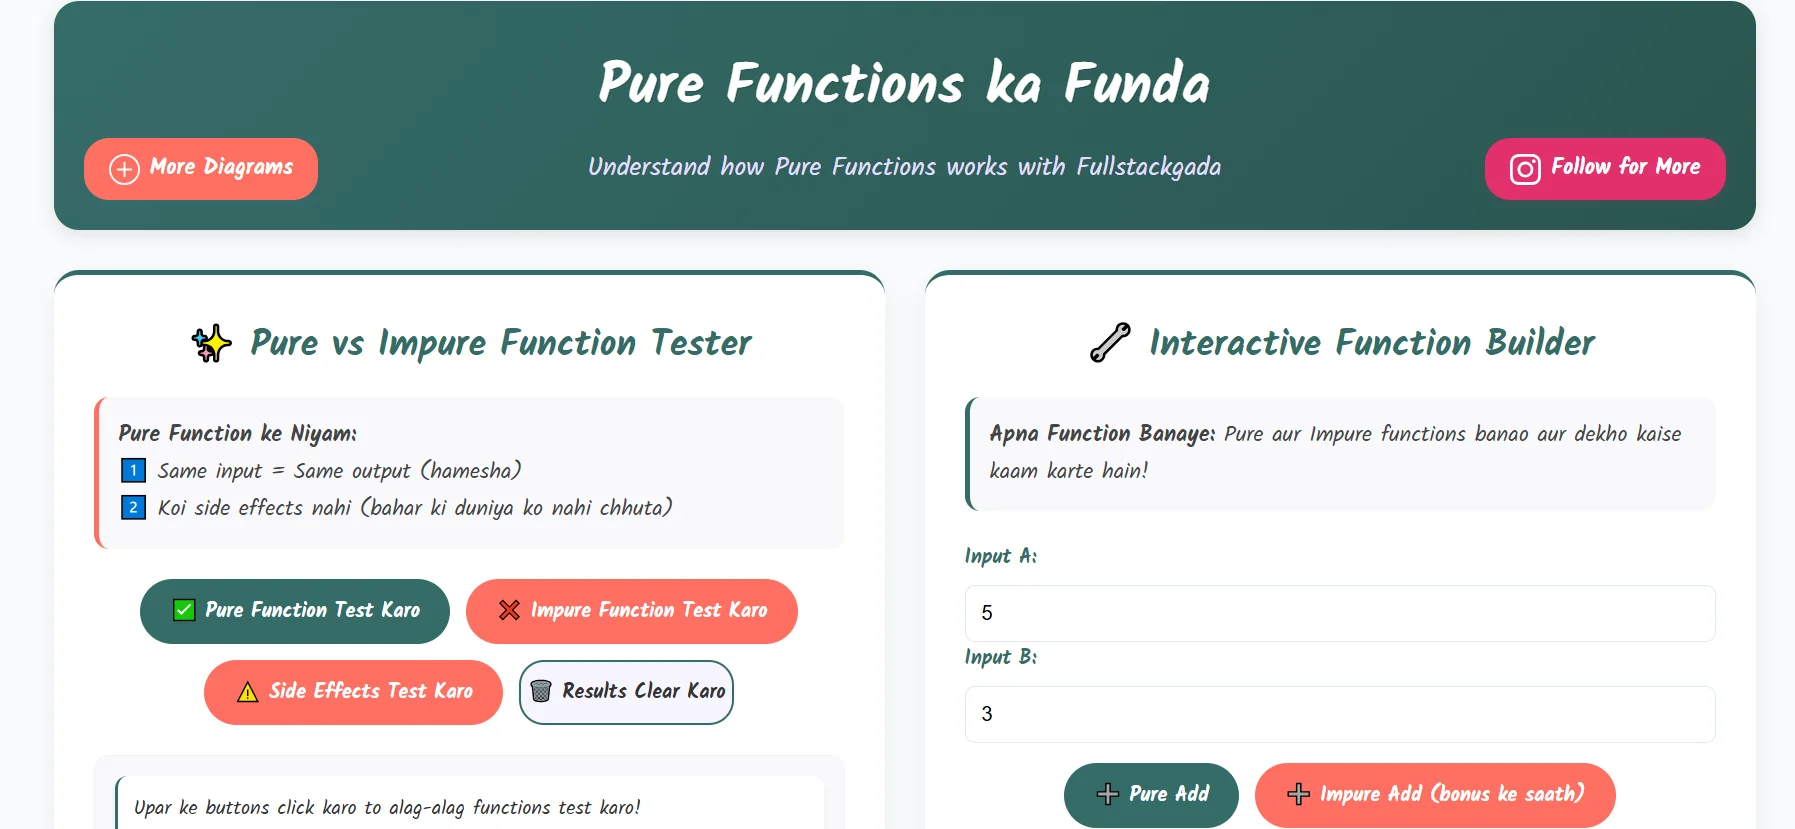 Pure Functions ka Funda
More Diagrams
Understand how Pure Functions works with Fullstackgada
Follow for More
Pure vs Impure Function Tester
Pure Function ke Niyam:
1 Same input = Same output (hamesha)
2 Koi side effects nahi (bahar ki duniya ko nahi chhuta)
Pure Function Test Karo
Impure Function Test Karo
Side Effects Test Karo
Results Clear Karo
Upar ke buttons click karo to alag-alag functions test karo!
Interactive Function Builder
Apna Function Banaye: Pure aur Impure functions banao aur dekho kaise
kaam karte hain!
Input A:
5
Input B:
3
Pure Add
Impure Add (bonus ke saath)